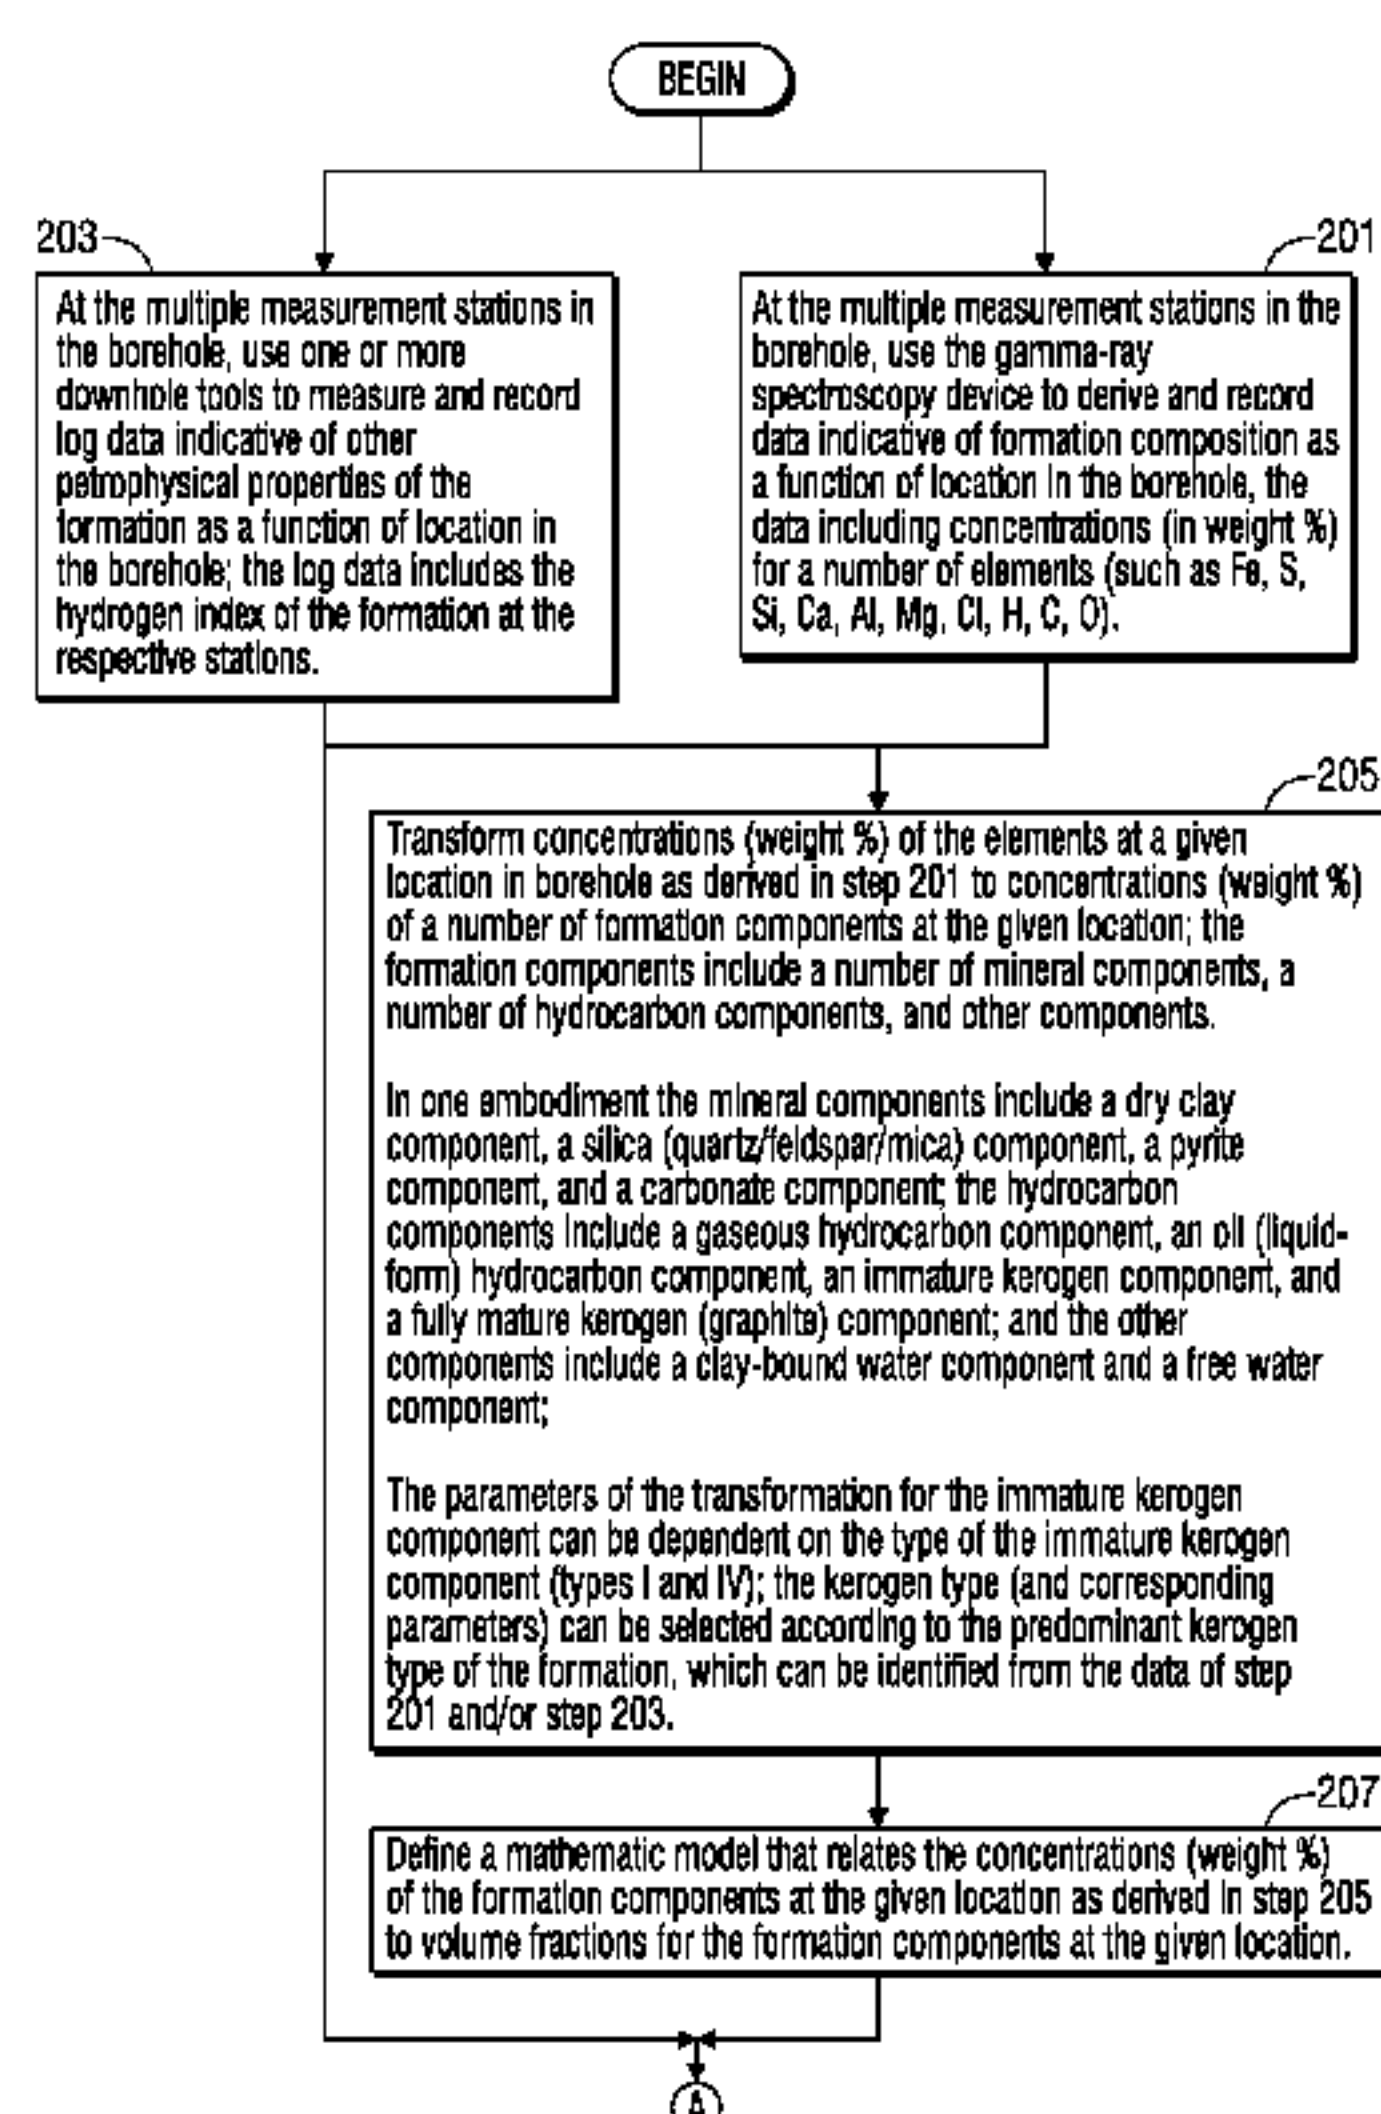 BEGIN
203
At the multiple measurement stations in
the borehole, use one or more
downhole tools to measure and record
log data indicative of other
petrophysical properties of the
formation as a function of location in
the borehole; the log data includes the
hydrogen index of the formation at the
respective stations.
201
At the multiple measurement stations in the
borehole, use the gamma-ray
spectroscopy device to derive and record
data indicative of formation composition as
a function of location in the borehole, the
data including concentrations (in weight %)
for a number of elements (such as Fe, S,
Si, Ca, Al, Mg, Cl, H, C, O).
205
Transform concentrations (weight %) of the elements at a given
location in borehole as derived in step 201 to concentrations (weight %)
of a number of formation components at the given location; the
formation components include a number of mineral components, a
number of hydrocarbon components, and other components.
In one embodiment the mineral components include a dry clay
component, a silica (quartz/feldspar/mica) component, a pyrite
component, and a carbonate component; the hydrocarbon
components include a gaseous hydrocarbon component, an oil (liquid-
form) hydrocarbon component, an immature kerogen component, and
a fully mature kerogen (graphite) component; and the other
components include a clay-bound water component and a free water
component;
The parameters of the transformation for the immature kerogen
component can be dependent on the type of the immature kerogen
component (types I and IV); the kerogen type (and corresponding
parameters) can be selected according to the predominant kerogen
type of the formation, which can be identified from the data of step
201 and/or step 203.
207
Define a mathematic model that relates the concentrations (weight %)
of the formation components at the given location as derived in step 205
to volume fractions for the formation components at the given location.
A